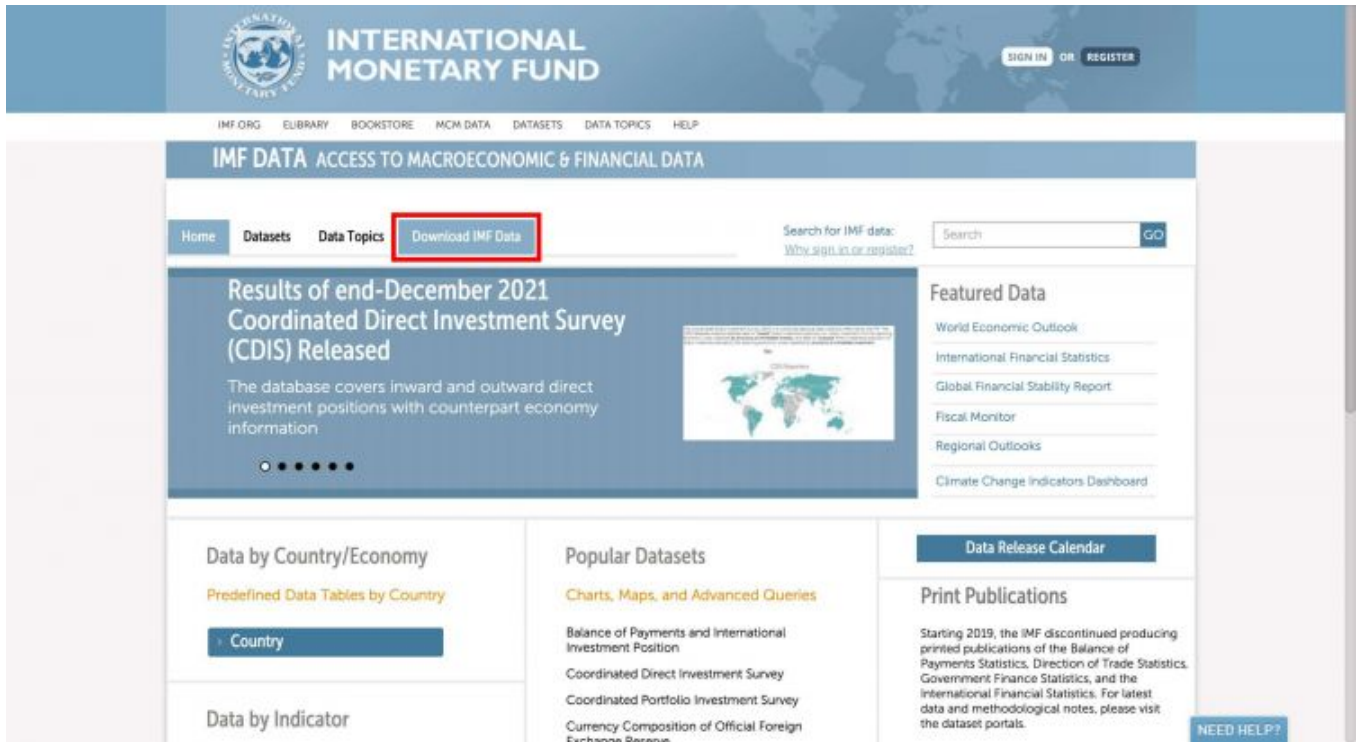 INTERNATIONAL
MONETARY FUND
SIGN IN OR REGISTER
IMF.ORG ELIBRARY BOOKSTORE MCM DATA DATASETS DATA TOPICS HELP
IMF DATA ACCESS TO MACROECONOMIC & FINANCIAL DATA
Home Datasets Data Topics Download IMF Data
Search for IMF data:
Why sign in or register?
Search GO
Results of end-December 2021
Coordinated Direct Investment Survey
(CDIS) Released
The database covers inward and outward direct
investment positions with counterpart economy
information
Featured Data
World Economic Outlook
International Financial Statistics
Global Financial Stability Report
Fiscal Monitor
Regional Outlooks
Climate Change Indicators Dashboard
Data by Country/Economy
Predefined Data Tables by Country
Country
Data by Indicator
Popular Datasets
Charts, Maps, and Advanced Queries
Balance of Payments and International
Investment Position
Coordinated Direct Investment Survey
Coordinated Portfolio Investment Survey
Currency Composition of Official Foreign
Exchange Reserve
Data Release Calendar
Print Publications
Starting 2019, the IMF discontinued producing
printed publications of the Balance of
Payments Statistics, Direction of Trade Statistics,
Government Finance Statistics, and the
International Financial Statistics. For latest
data and methodological notes, please visit
the dataset portals.
NEED HELP?